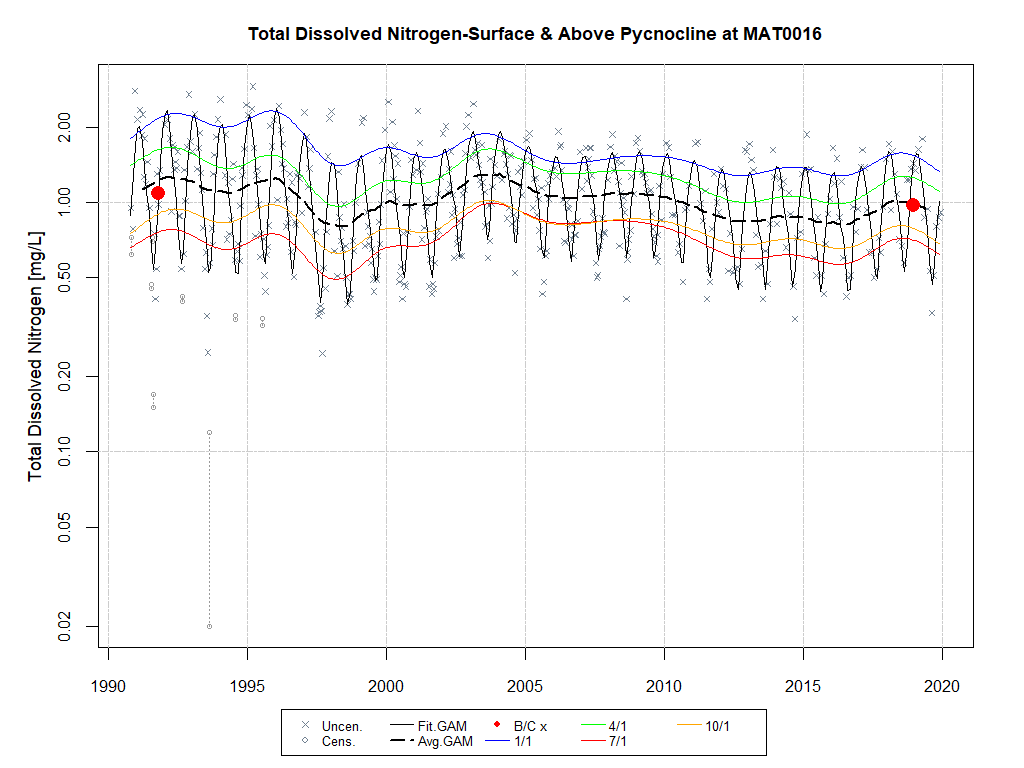 Total Dissolved Nitrogen-Surface & Above Pycnocline at MAT0016
Total Dissolved Nitrogen [mg/L]
2.00
1.00
0.50
0.20
0.10
0.05
0.02
1990 1995 2000 2005 2010 2015 2020
Uncen. Fit.GAM B/C x 4/1 10/1
Cens. Avg.GAM 1/1 7/1